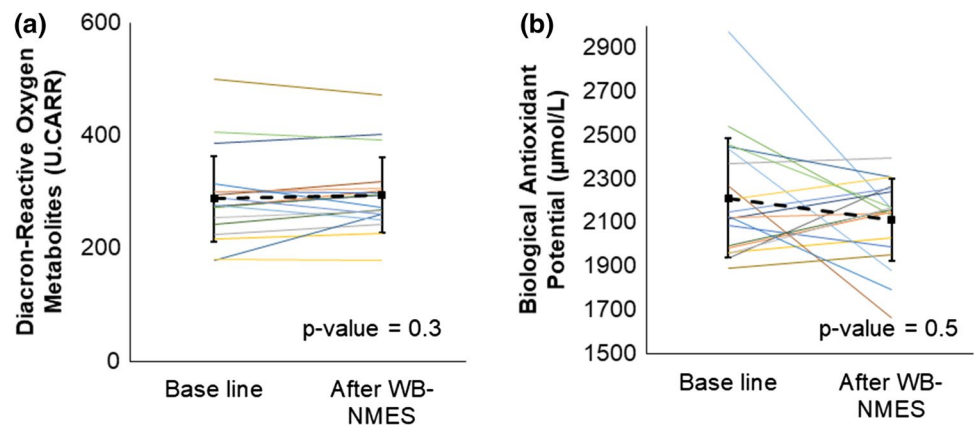 (a)
Diacron-Reactive Oxygen
Metabolites (U.CARR)
600
400
200
0
p-value = 0.3
Base line
After WB-
NMES
(b)
Biological Antioxidant
Potential (µmol/L)
2900
2700
2500
2300
2100
1900
1700
1500
p-value = 0.5
Base line
After WB-
NMES